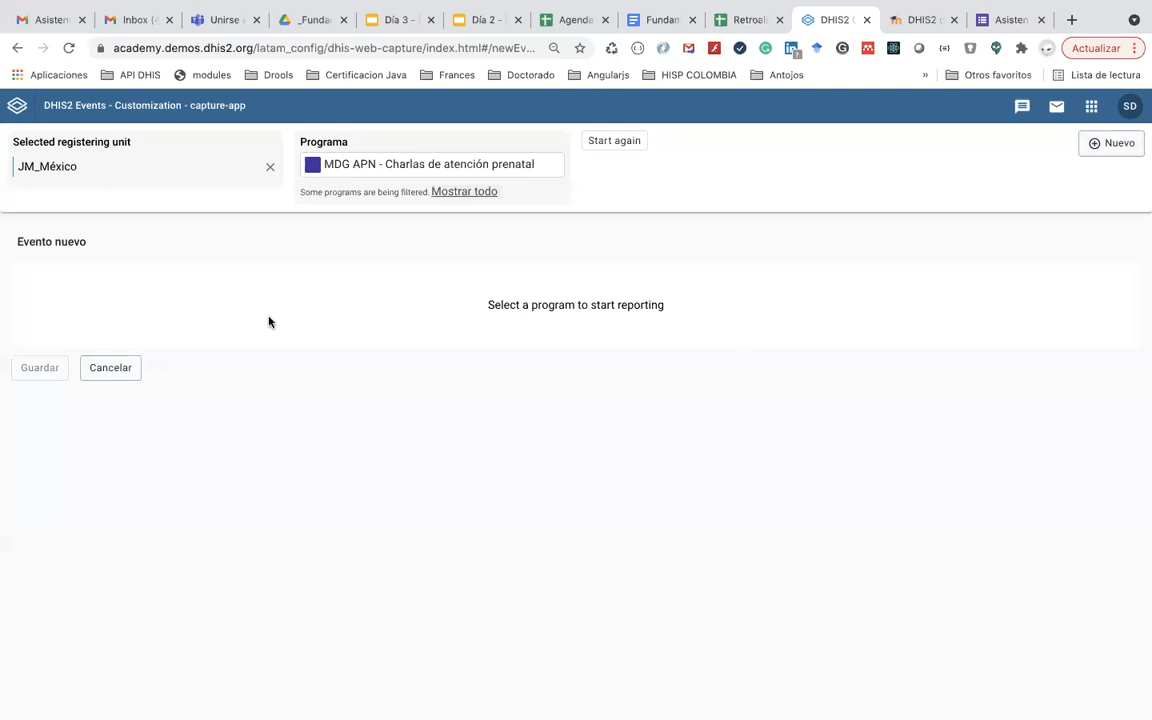 Asisten
Inbox (4
Unirse a
_Funda
Día 3 -
Día 2 -
Agenda
Fundam
Retroali
DHIS2 C
DHIS2 d
Asisten
academy.demos.dhis2.org/latam_config/dhis-web-capture/index.html#/newEv...
Actualizar
Aplicaciones
API DHIS
modules
Drools
Certificacion Java
Frances
Doctorado
Angularjs
HISP COLOMBIA
Antojos
»
Otros favoritos
Lista de lectura
DHIS2 Events - Customization - capture-app
SD
Selected registering unit
JM_México
Programa
MDG APN - Charlas de atención prenatal
Some programs are being filtered. Mostrar todo
Start again
Nuevo
Evento nuevo
Select a program to start reporting
Guardar
Cancelar